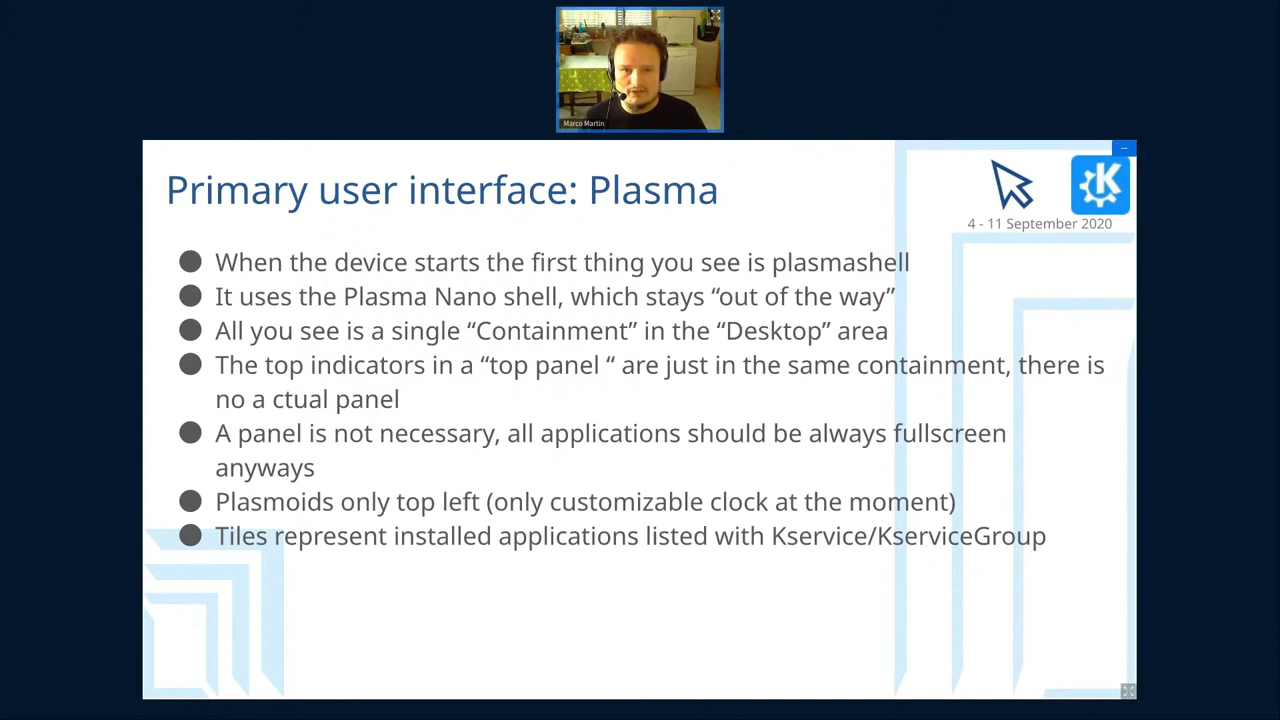 Marco Martin
Primary user interface: Plasma
4 - 11 September 2020
When the device starts the first thing you see is plasmashell
It uses the Plasma Nano shell, which stays “out of the way”
All you see is a single “Containment” in the “Desktop” area
The top indicators in a “top panel “ are just in the same containment, there is
no a ctual panel
A panel is not necessary, all applications should be always fullscreen
anyways
Plasmoids only top left (only customizable clock at the moment)
Tiles represent installed applications listed with Kservice/KserviceGroup